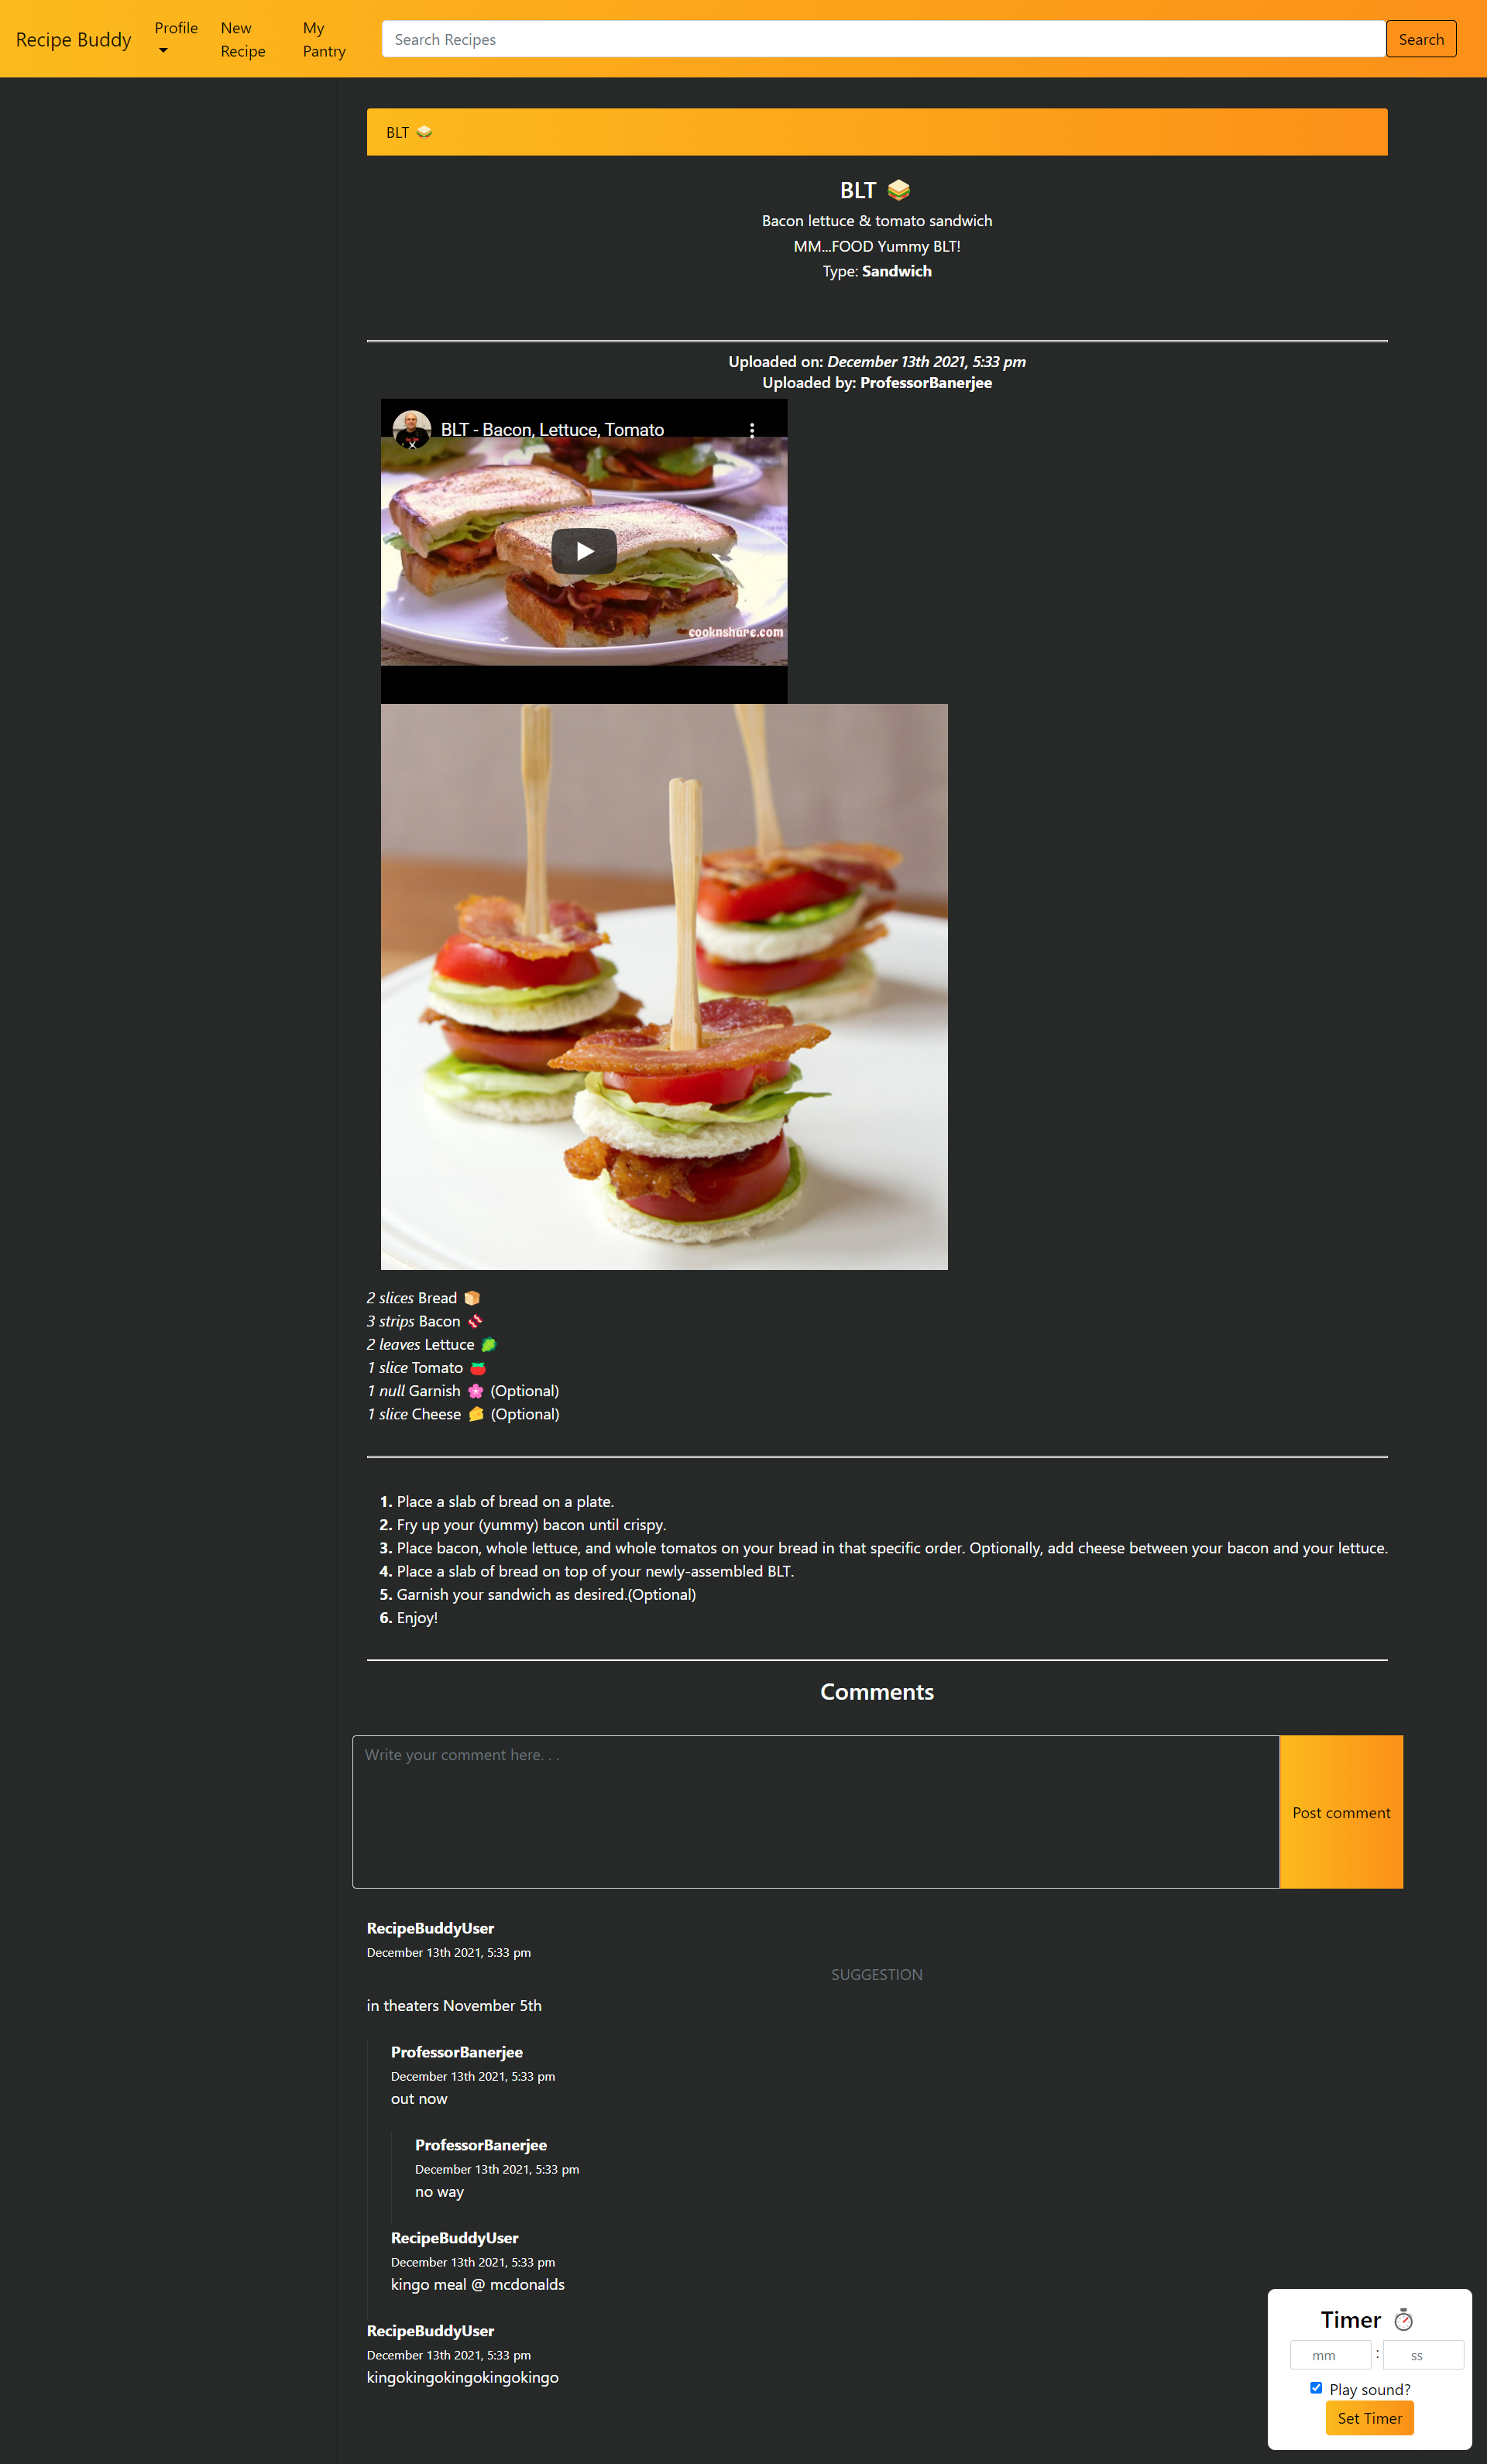 Recipe Buddy
Profile
New
Recipe
My
Pantry
Search Recipes
Search
BLT 🥪
BLT 🥪
Bacon lettuce & tomato sandwich
MM...FOOD Yummy BLT!
Type: Sandwich
Uploaded on: December 13th 2021, 5:33 pm
Uploaded by: ProfessorBanerjee
BLT - Bacon, Lettuce, Tomato
cooknshare.com
2 slices Bread 🍞
3 strips Bacon 🥓
2 leaves Lettuce 🥬
1 slice Tomato 🍅
1 null Garnish 🌸 (Optional)
1 slice Cheese 🧀 (Optional)
1. Place a slab of bread on a plate.
2. Fry up your (yummy) bacon until crispy.
3. Place bacon, whole lettuce, and whole tomatos on your bread in that specific order. Optionally, add cheese between your bacon and your lettuce.
4. Place a slab of bread on top of your newly-assembled BLT.
5. Garnish your sandwich as desired.(Optional)
6. Enjoy!
Comments
Write your comment here. . .
Post comment
RecipeBuddyUser
December 13th 2021, 5:33 pm
SUGGESTION
in theaters November 5th
ProfessorBanerjee
December 13th 2021, 5:33 pm
out now
ProfessorBanerjee
December 13th 2021, 5:33 pm
no way
RecipeBuddyUser
December 13th 2021, 5:33 pm
kingo meal @ mcdonalds
RecipeBuddyUser
December 13th 2021, 5:33 pm
kingokingokingokingokingo
Timer ⏱
mm : ss
Play sound?
Set Timer